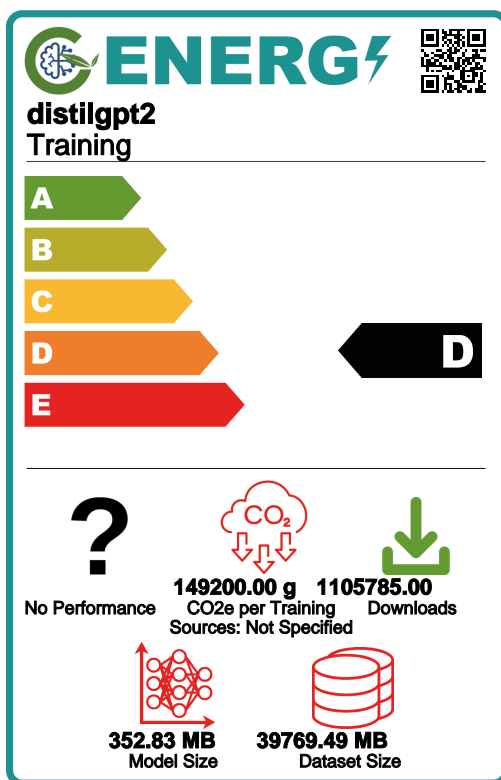 ENERG
distilgpt2
Training
A
B
C
D
D
E
?
CO2
149200.00 g
1105785.00
No Performance
CO2e per Training
Downloads
Sources: Not Specified
352.83 MB
39769.49 MB
Model Size
Dataset Size